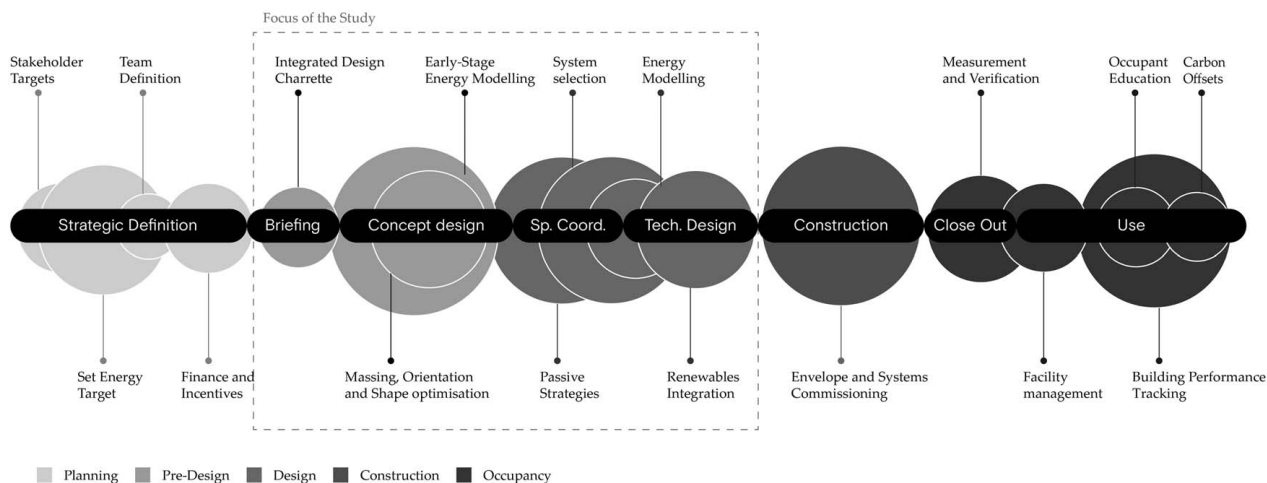 Focus of the Study
Stakeholder
Targets
Team
Definition
Integrated Design
Charrette
Early-Stage
Energy Modelling
System
selection
Energy
Modelling
Measurement
and Verification
Occupant
Education
Carbon
Offsets
Strategic Definition
Briefing
Concept design
Sp. Coord.
Tech. Design
Construction
Close Out
Use
Set Energy
Target
Finance and
Incentives
Massing, Orientation
and Shape optimisation
Passive
Strategies
Renewables
Integration
Envelope and Systems
Commissioning
Facility
management
Building Performance
Tracking
Planning
Pre-Design
Design
Construction
Occupancy